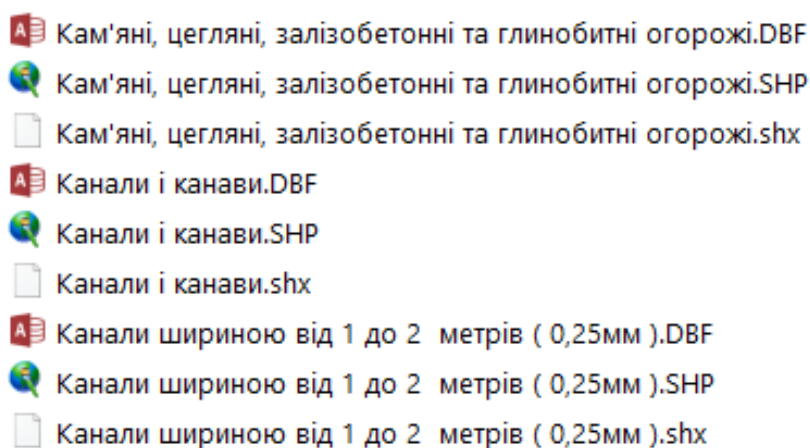 Кам'яні, цегляні, залізобетонні та глинобитні огорожі.DBF
Кам'яні, цегляні, залізобетонні та глинобитні огорожі.SHP
Кам'яні, цегляні, залізобетонні та глинобитні огорожі.shx
Канали і канави.DBF
Канали і канави.SHP
Канали і канави.shx
Канали шириною від 1 до 2  метрів ( 0,25мм ).DBF
Канали шириною від 1 до 2  метрів ( 0,25мм ).SHP
Канали шириною від 1 до 2  метрів ( 0,25мм ).shx